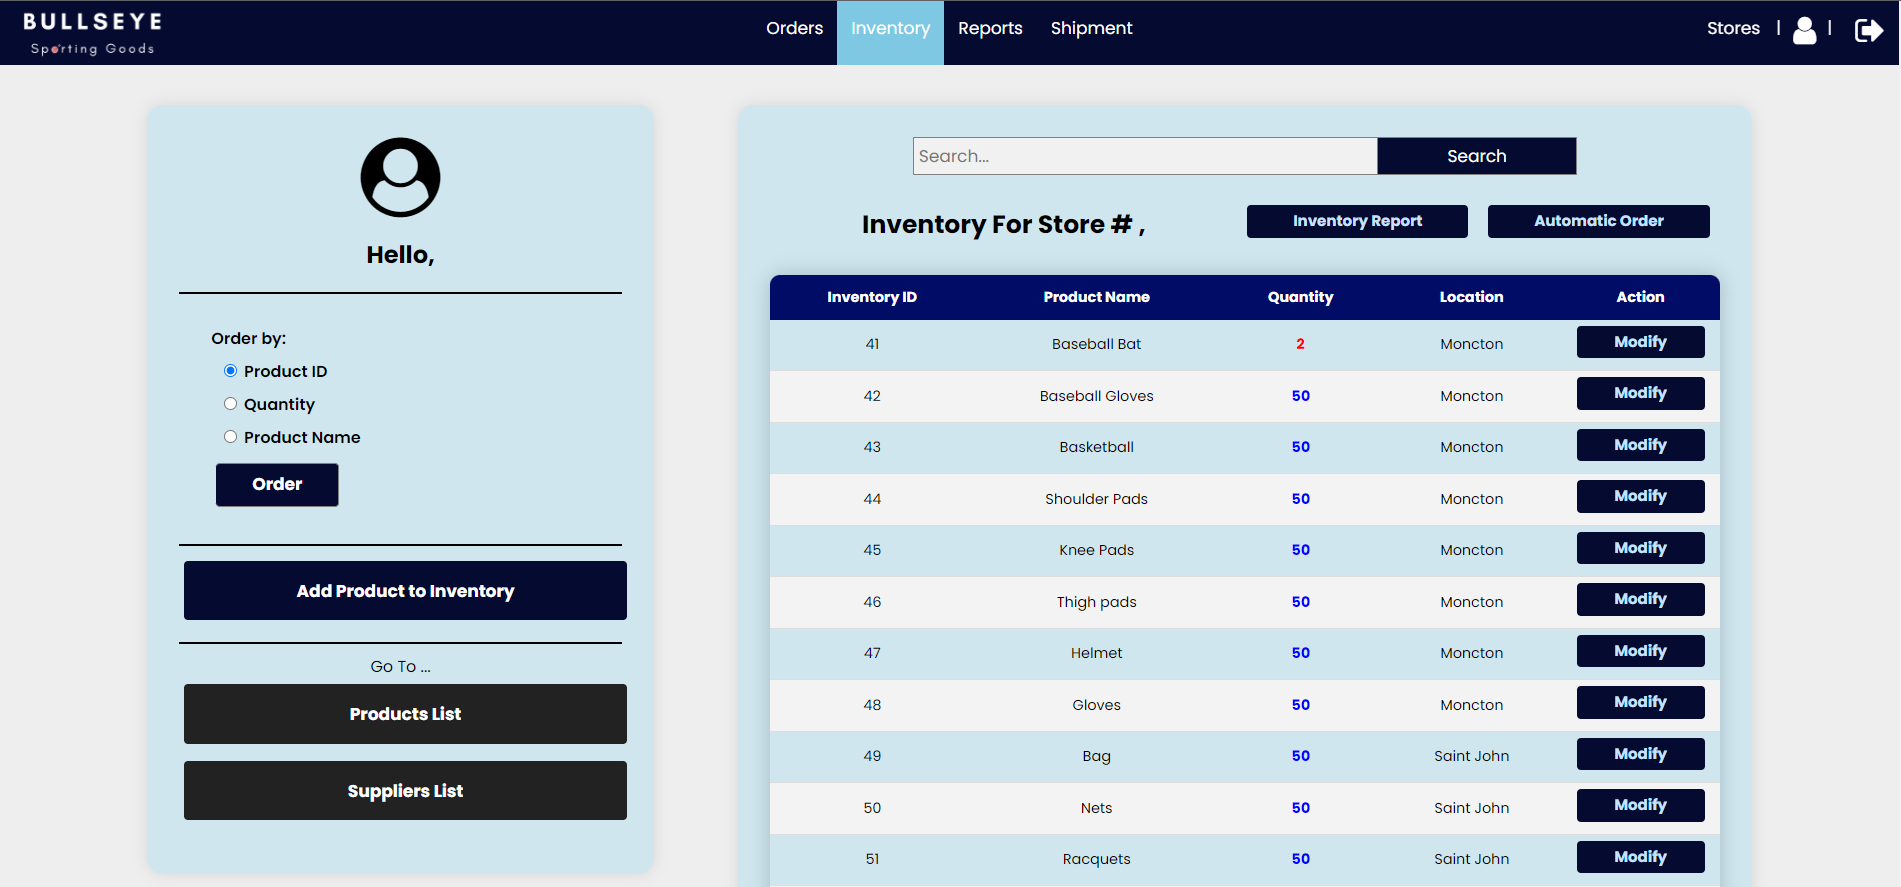 BULLSEYE
Sporting Goods
Orders Inventory Reports Shipment
Stores | |
Hello,
Order by:
Product ID
Quantity
Product Name
Order
Add Product to Inventory
Go To ...
Products List
Suppliers List
Search... Search
Inventory For Store # , Inventory Report Automatic Order
Inventory ID Product Name Quantity Location Action
41 Baseball Bat 2 Moncton Modify
42 Baseball Gloves 50 Moncton Modify
43 Basketball 50 Moncton Modify
44 Shoulder Pads 50 Moncton Modify
45 Knee Pads 50 Moncton Modify
46 Thigh pads 50 Moncton Modify
47 Helmet 50 Moncton Modify
48 Gloves 50 Moncton Modify
49 Bag 50 Saint John Modify
50 Nets 50 Saint John Modify
51 Racquets 50 Saint John Modify